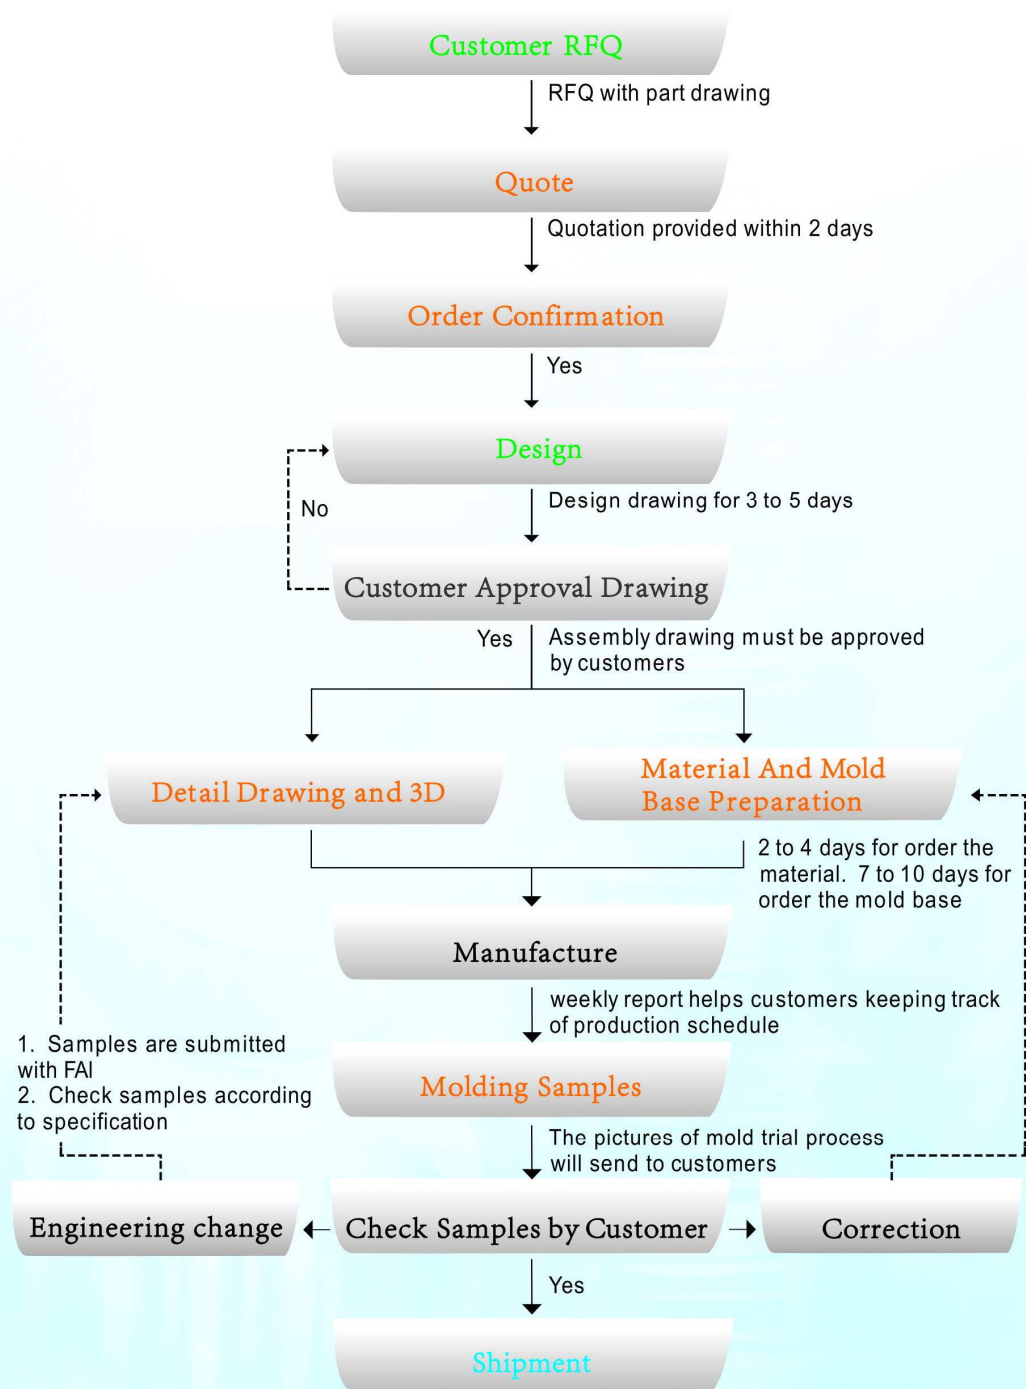 Customer RFQ
RFQ with part drawing
Quote
Quotation provided within 2 days
Order Confirmation
Yes
Design
Design drawing for 3 to 5 days
No
Customer Approval Drawing
Yes
Assembly drawing must be approved
by customers
Detail Drawing and 3D
Material And Mold
Base Preparation
2 to 4 days for order the
material. 7 to 10 days for
order the mold base
Manufacture
weekly report helps customers keeping track
of production schedule
1. Samples are submitted
with FAI
2. Check samples according
to specification
Molding Samples
The pictures of mold trial process
will send to customers
Engineering change
Check Samples by Customer
Correction
Yes
Shipment